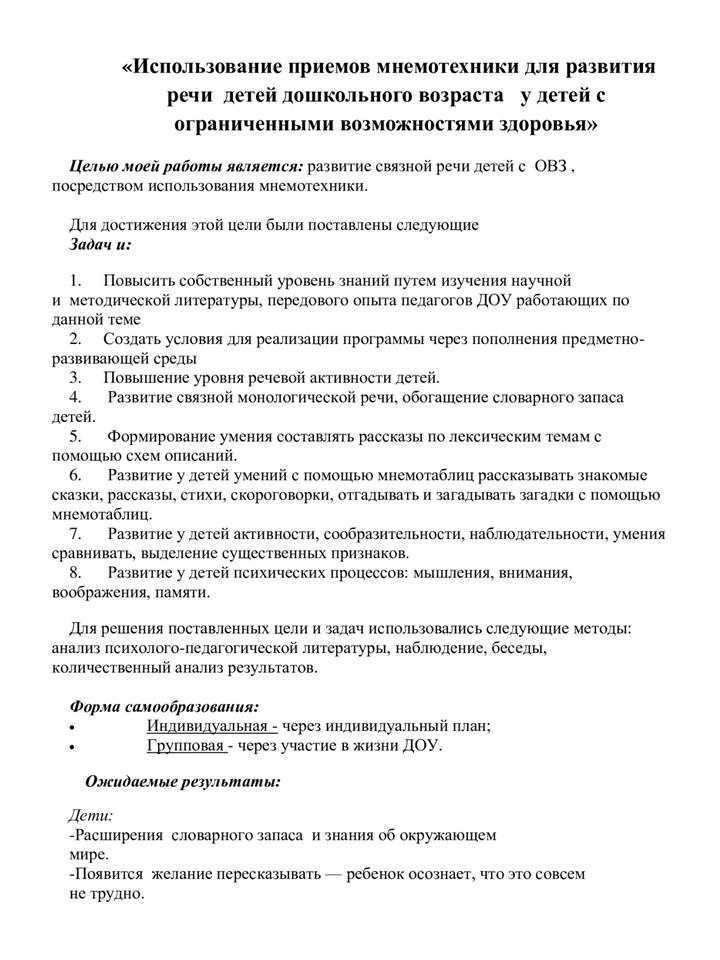 «Использование приемов мнемотехники для развития
речи детей дошкольного возраста у детей с
ограниченными возможностями здоровья»
Целью моей работы является: развитие связной речи детей с ОВЗ ,
посредством использования мнемотехники.
Для достижения этой цели были поставлены следующие
Задач и:
1. Повысить собственный уровень знаний путем изучения научной
и методической литературы, передового опыта педагогов ДОУ работающих по
данной теме
2. Создать условия для реализации программы через пополнения предметно-
развивающей среды
3. Повышение уровня речевой активности детей.
4. Развитие связной монологической речи, обогащение словарного запаса
детей.
5. Формирование умения составлять рассказы по лексическим темам с
помощью схем описаний.
6. Развитие у детей умений с помощью мнемотаблиц рассказывать знакомые
сказки, рассказы, стихи, скороговорки, отгадывать и загадывать загадки с помощью
мнемотаблиц.
7. Развитие у детей активности, сообразительности, наблюдательности, умения
сравнивать, выделение существенных признаков.
8. Развитие у детей психических процессов: мышления, внимания,
воображения, памяти.
Для решения поставленных цели и задач использовались следующие методы:
анализ психолого-педагогической литературы, наблюдение, беседы,
количественный анализ результатов.
Форма самообразования:
• Индивидуальная - через индивидуальный план;
• Групповая - через участие в жизни ДОУ.
Ожидаемые результаты:
Дети:
-Расширения словарного запаса и знания об окружающем
мире.
-Появится желание пересказывать — ребенок осознает, что это совсем
не трудно.